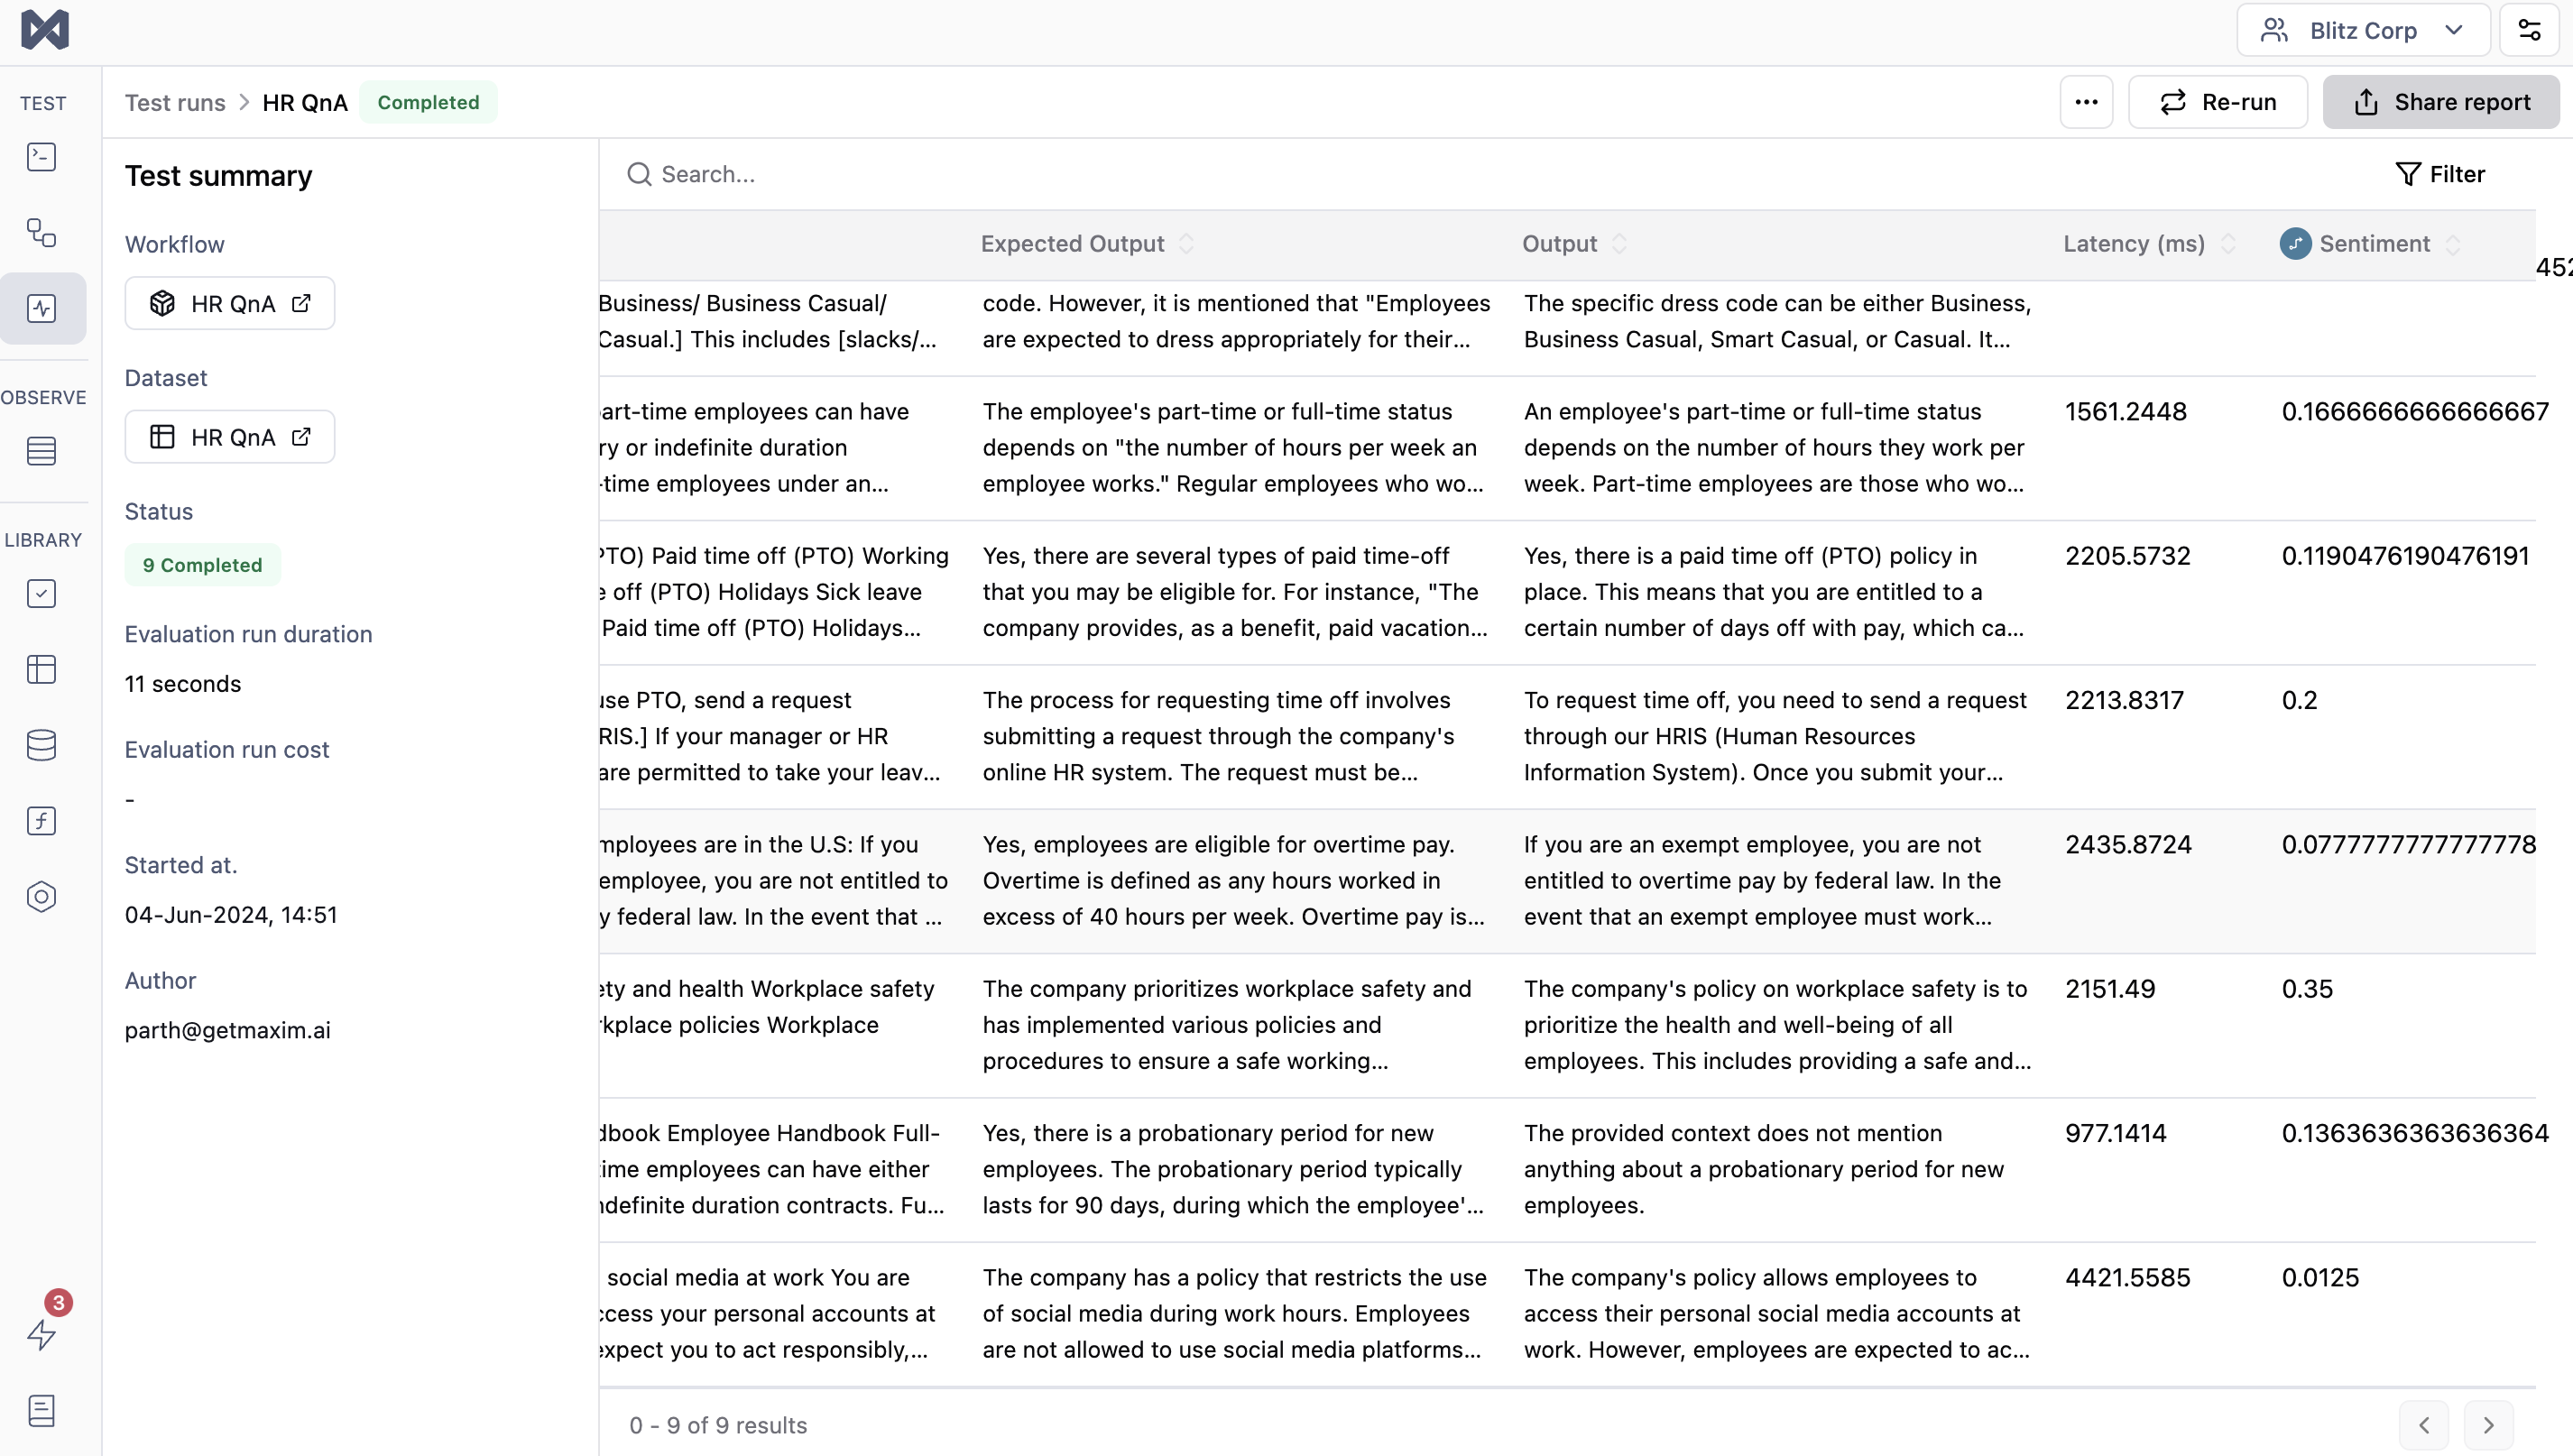 Blitz Corp
TEST
Test runs > HR QnA
Completed
Re-run
Share report
Test summary
Workflow
HR QnA
Dataset
HR QnA
Status
9 Completed
Evaluation run duration
11 seconds
Evaluation run cost
-
Started at.
04-Jun-2024, 14:51
Author
parth@getmaxim.ai
OBSERVE
LIBRARY
3
Search...
Filter
Expected Output
Output
Latency (ms)
Sentiment
452
Business/ Business Casual/
Casual.] This includes [slacks/...
code. However, it is mentioned that "Employees
are expected to dress appropriately for their...
The specific dress code can be either Business,
Business Casual, Smart Casual, or Casual. It...
art-time employees can have
ry or indefinite duration
-time employees under an...
The employee's part-time or full-time status
depends on "the number of hours per week an
employee works." Regular employees who wo...
An employee's part-time or full-time status
depends on the number of hours they work per
week. Part-time employees are those who wo...
1561.2448
0.1666666666666667
PTO) Paid time off (PTO) Working
e off (PTO) Holidays Sick leave
Paid time off (PTO) Holidays...
Yes, there are several types of paid time-off
that you may be eligible for. For instance, "The
company provides, as a benefit, paid vacation...
Yes, there is a paid time off (PTO) policy in
place. This means that you are entitled to a
certain number of days off with pay, which ca...
2205.5732
0.1190476190476191
use PTO, send a request
RIS.] If your manager or HR
are permitted to take your leav...
The process for requesting time off involves
submitting a request through the company's
online HR system. The request must be...
To request time off, you need to send a request
through our HRIS (Human Resources
Information System). Once you submit your...
2213.8317
0.2
mployees are in the U.S: If you
employee, you are not entitled to
y federal law. In the event that ...
Yes, employees are eligible for overtime pay.
Overtime is defined as any hours worked in
excess of 40 hours per week. Overtime pay is...
If you are an exempt employee, you are not
entitled to overtime pay by federal law. In the
event that an exempt employee must work...
2435.8724
0.0777777777777778
ety and health Workplace safety
rkplace policies Workplace
The company prioritizes workplace safety and
has implemented various policies and
procedures to ensure a safe working...
The company's policy on workplace safety is to
prioritize the health and well-being of all
employees. This includes providing a safe and...
2151.49
0.35
dbook Employee Handbook Full-
time employees can have either
ndefinite duration contracts. Fu...
Yes, there is a probationary period for new
employees. The probationary period typically
lasts for 90 days, during which the employee'...
The provided context does not mention
anything about a probationary period for new
employees.
977.1414
0.1363636363636364
social media at work You are
ccess your personal accounts at
expect you to act responsibly,...
The company has a policy that restricts the use
of social media during work hours. Employees
are not allowed to use social media platforms...
The company's policy allows employees to
access their personal social media accounts at
work. However, employees are expected to ac...
4421.5585
0.0125
0 - 9 of 9 results